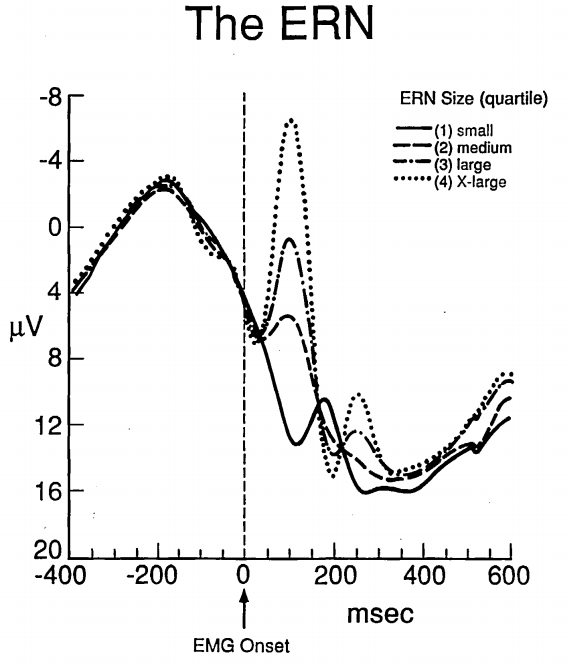 The ERN
ERN Size (quartile)
(1) small
(2) medium
(3) large
(4) X-large
-8
-4
0
4
µV
8
12
16
20
-400 -200 0 200 400 600
msec
EMG Onset